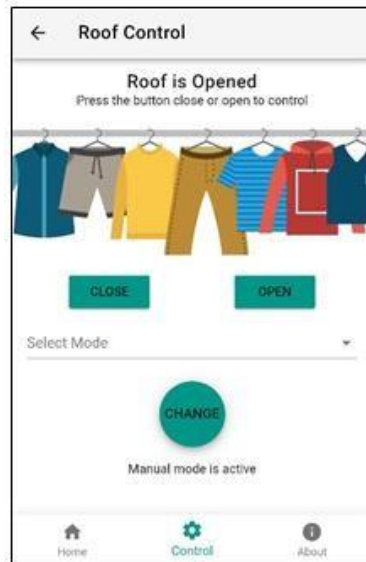 Roof Control
Roof is Opened
Press the button close or open to control
CLOSE
OPEN
Select Mode
CHANGE
Manual mode is active
Home
Control
About